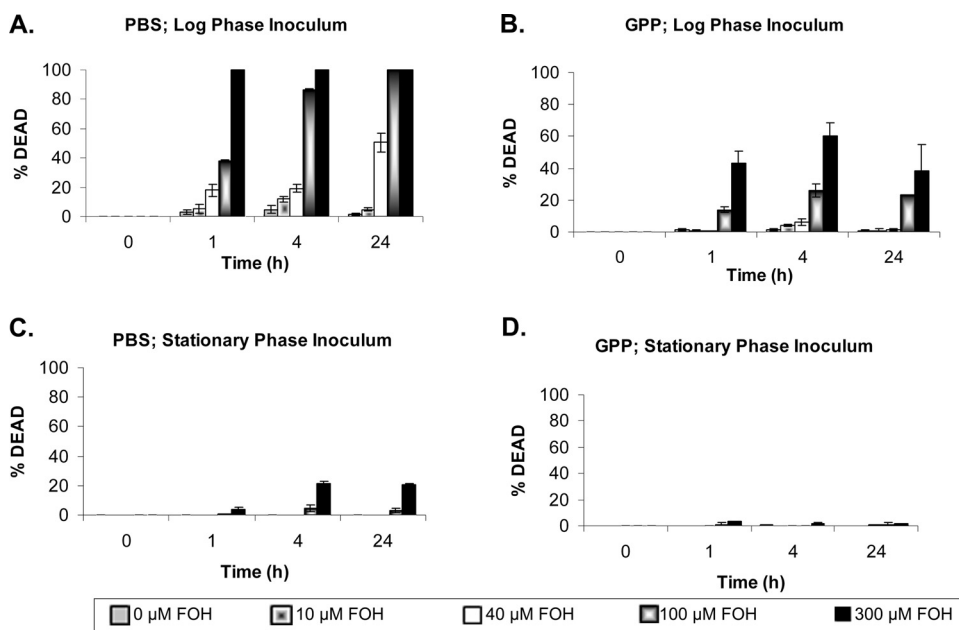 A.
PBS; Log Phase Inoculum
% DEAD
100
80
60
40
20
0
0 1 4 24
Time (h)
B.
GPP; Log Phase Inoculum
% DEAD
100
80
60
40
20
0
0 1 4 24
Time (h)
C.
PBS; Stationary Phase Inoculum
% DEAD
100
80
60
40
20
0
0 1 4 24
Time (h)
D.
GPP; Stationary Phase Inoculum
% DEAD
100
80
60
40
20
0
0 1 4 24
Time (h)
0 µM FOH 10 µM FOH 40 µM FOH 100 µM FOH 300 µM FOH